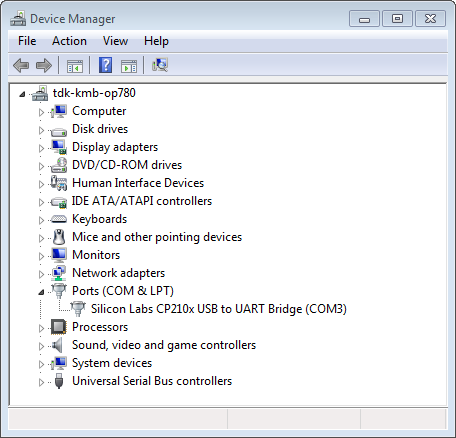 Device Manager
File Action View Help
tdk-kmb-op780
Computer
Disk drives
Display adapters
DVD/CD-ROM drives
Human Interface Devices
IDE ATA/ATAPI controllers
Keyboards
Mice and other pointing devices
Monitors
Network adapters
Ports (COM & LPT)
Silicon Labs CP210x USB to UART Bridge (COM3)
Processors
Sound, video and game controllers
System devices
Universal Serial Bus controllers